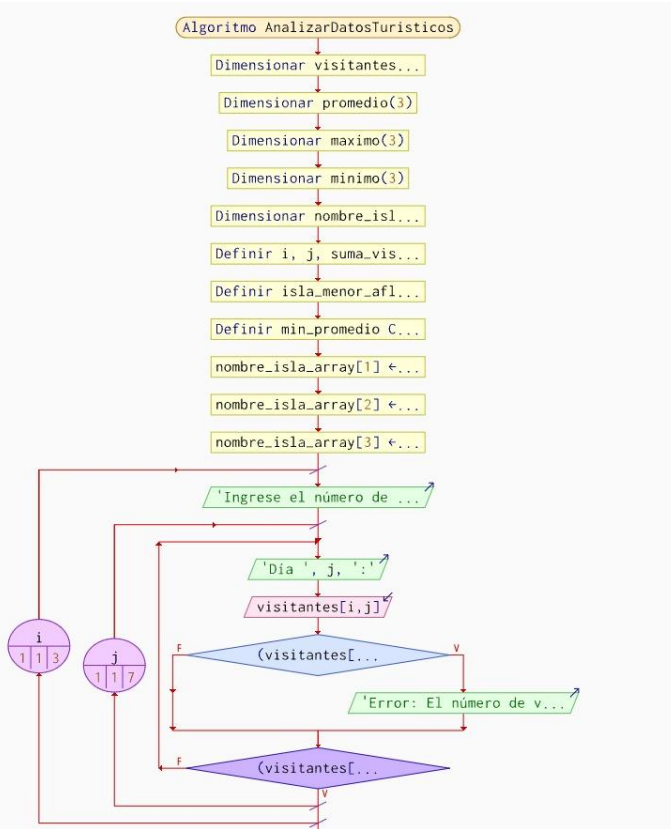 Algoritmo AnalizarDatosTuristicos
Dimensionar visitantes...
Dimensionar promedio(3)
Dimensionar maximo(3)
Dimensionar minimo(3)
Dimensionar nombre_isl...
Definir i, j, suma_vis...
Definir isla_menor_afl...
Definir min_promedio C...
nombre_isla_array[1] ←...
nombre_isla_array[2] ←...
nombre_isla_array[3] ←...
'Ingrese el número de ...
'Día ', j, ':'
visitantes[i,j]
i
1 1 3
j
1 1 7
F
(visitantes[...
V
'Error: El número de v...
F
(visitantes[...
V